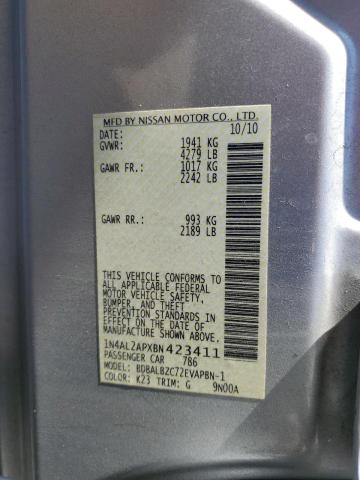 MFD BY NISSAN MOTOR CO., LTD.
DATE: 10/10
GVWR: 1941 KG
4279 LB
GAWR FR.: 1017 KG
2242 LB
GAWR RR.: 993 KG
2189 LB
THIS VEHICLE CONFORMS TO
ALL APPLICABLE FEDERAL
MOTOR VEHICLE SAFETY,
BUMPER, AND THEFT
PREVENTION STANDARDS IN
EFFECT ON THE DATE OF
MANUFACTURE SHOWN ABOVE.
1N4AL2APXBN423411
PASSENGER CAR 786
MODEL: BDBALBZC72EVAPBN-1
COLOR: K23 TRIM: G 9N00A